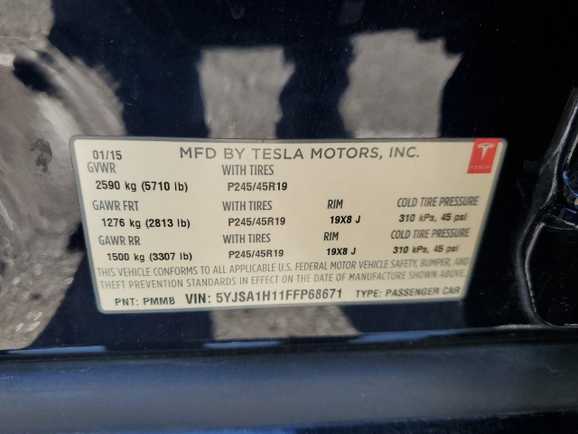 01/15 MFD BY TESLA MOTORS, INC.
GVWR WITH TIRES
2590 kg (5710 lb) P245/45R19
GAWR FRT WITH TIRES RIM COLD TIRE PRESSURE
1276 kg (2813 lb) P245/45R19 19X8 J 310 kPa, 45 psi
GAWR RR WITH TIRES RIM COLD TIRE PRESSURE
1500 kg (3307 lb) P245/45R19 19X8 J 310 kPa, 45 psi
THIS VEHICLE CONFORMS TO ALL APPLICABLE U.S. FEDERAL MOTOR VEHICLE SAFETY, BUMPER, AND
THEFT PREVENTION STANDARDS IN EFFECT ON THE DATE OF MANUFACTURE SHOWN ABOVE.
PNT: PMMB VIN: 5YJSA1H11FFP68671 TYPE: PASSENGER CAR
TESLA